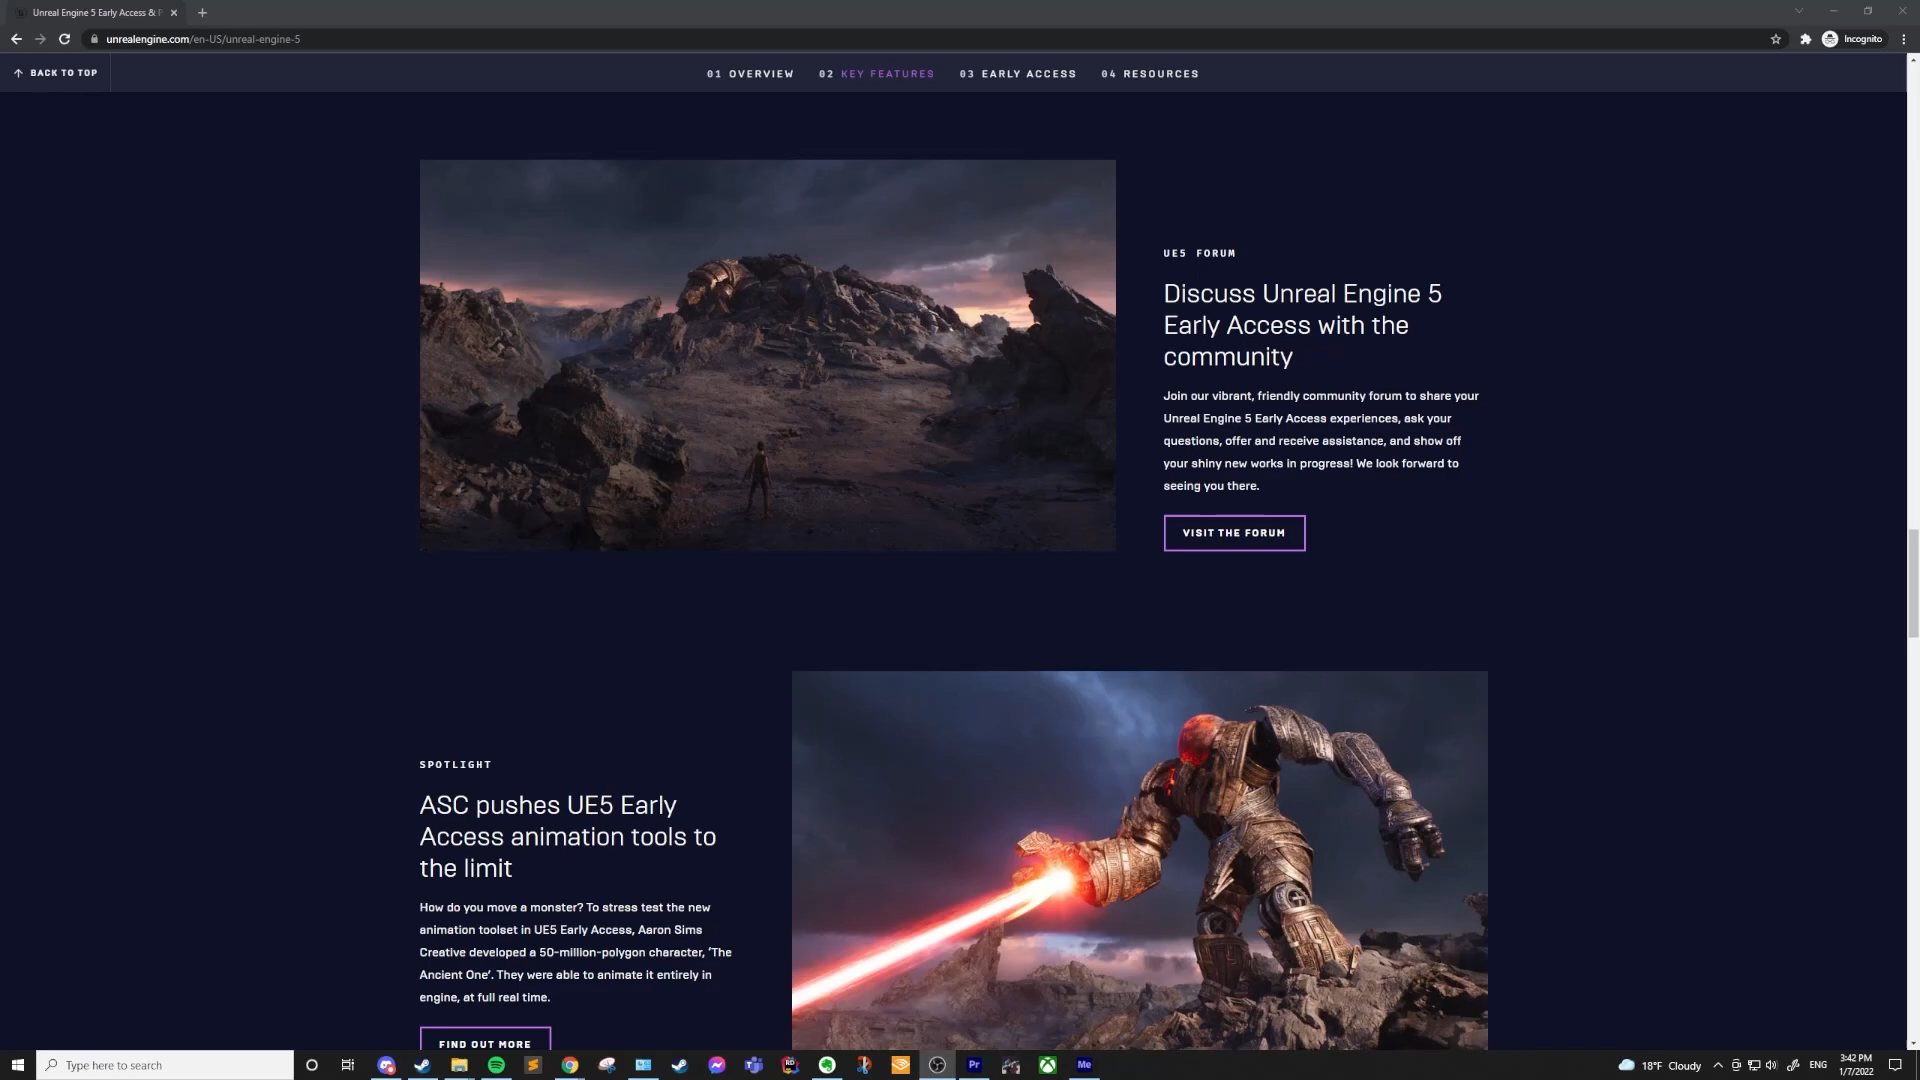 Unreal Engine 5 Early Access & P
unrealengine.com/en-US/unreal-engine-5
Incognito
BACK TO TOP
01 OVERVIEW
02 KEY FEATURES
03 EARLY ACCESS
04 RESOURCES
UE5 FORUM
Discuss Unreal Engine 5
Early Access with the
community
Join our vibrant, friendly community forum to share your
Unreal Engine 5 Early Access experiences, ask your
questions, offer and receive assistance, and show off
your shiny new works in progress! We look forward to
seeing you there.
VISIT THE FORUM
SPOTLIGHT
ASC pushes UE5 Early
Access animation tools to
the limit
How do you move a monster? To stress test the new
animation toolset in UE5 Early Access, Aaron Sims
Creative developed a 50-million-polygon character, ‘The
Ancient One’. They were able to animate it entirely in
engine, at full real time.
FIND OUT MORE
Type here to search
RD
Pr
Me
18°F Cloudy
ENG
3:42 PM
1/7/2022